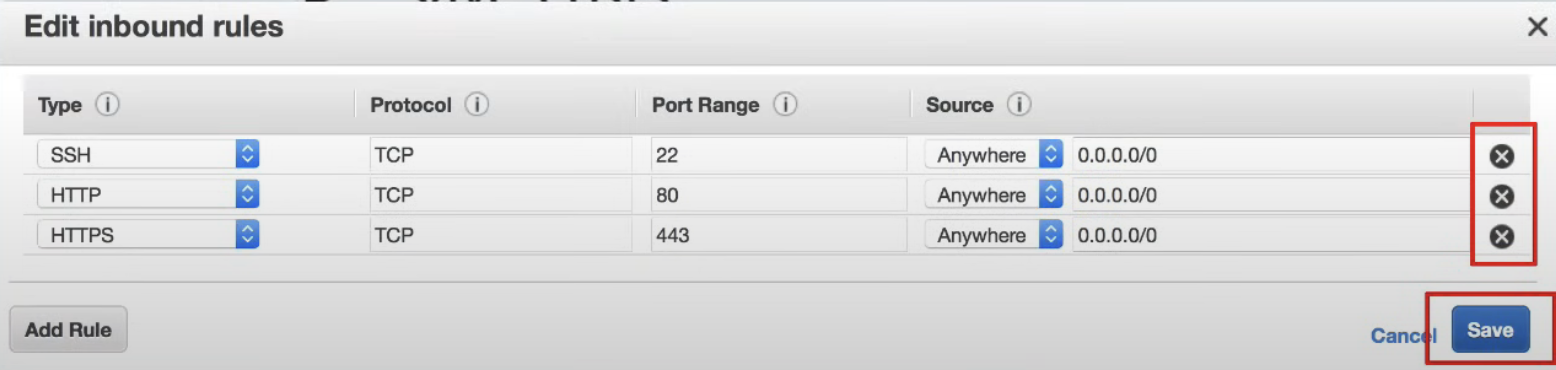 Edit inbound rules
Type Protocol Port Range Source
SSH TCP 22 Anywhere 0.0.0.0/0
HTTP TCP 80 Anywhere 0.0.0.0/0
HTTPS TCP 443 Anywhere 0.0.0.0/0
Add Rule Cancel Save